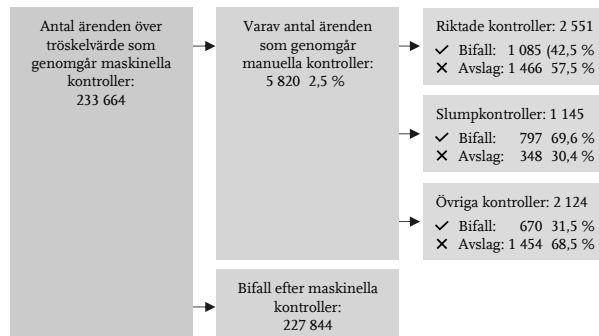 Antal ärenden över
tröskelvärde som
genomgår maskinella
kontroller:
233 664
Varav antal ärenden
som genomgår
manuella kontroller:
5 820 2,5 %
Riktade kontroller: 2 551
✓ Bifall: 1 085 (42,5 %
✕ Avslag: 1 466 57,5 %
Slumpkontroller: 1 145
✓ Bifall: 797 69,6 %
✕ Avslag: 348 30,4 %
Övriga kontroller: 2 124
✓ Bifall: 670 31,5 %
✕ Avslag: 1 454 68,5 %
Bifall efter maskinella
kontroller:
227 844